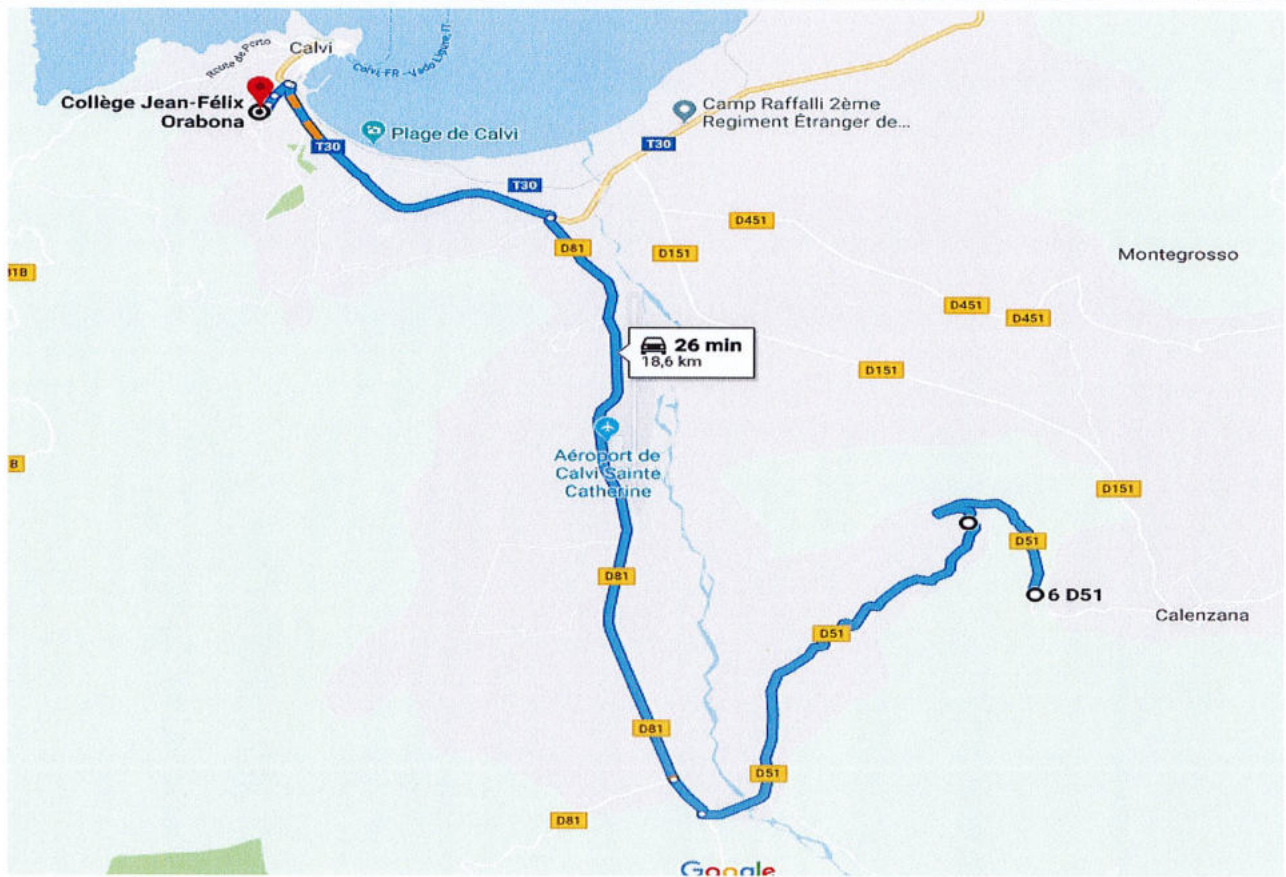 Calvi
Route de Porto
Calvi-FR - Vado Ligure, IT
Collège Jean-Félix
Orabona
Camp Raffalli 2ème
Regiment Étranger de...
Plage de Calvi
T30
T30
T30
D451
D81
D151
Montegrosso
81B
D451
D451
26 min
18,6 km
D151
Aéroport de
Calvi Sainte
Catherine
B
D151
D51
D81
6 D51
Calenzana
D51
D81
D51
D81
Google